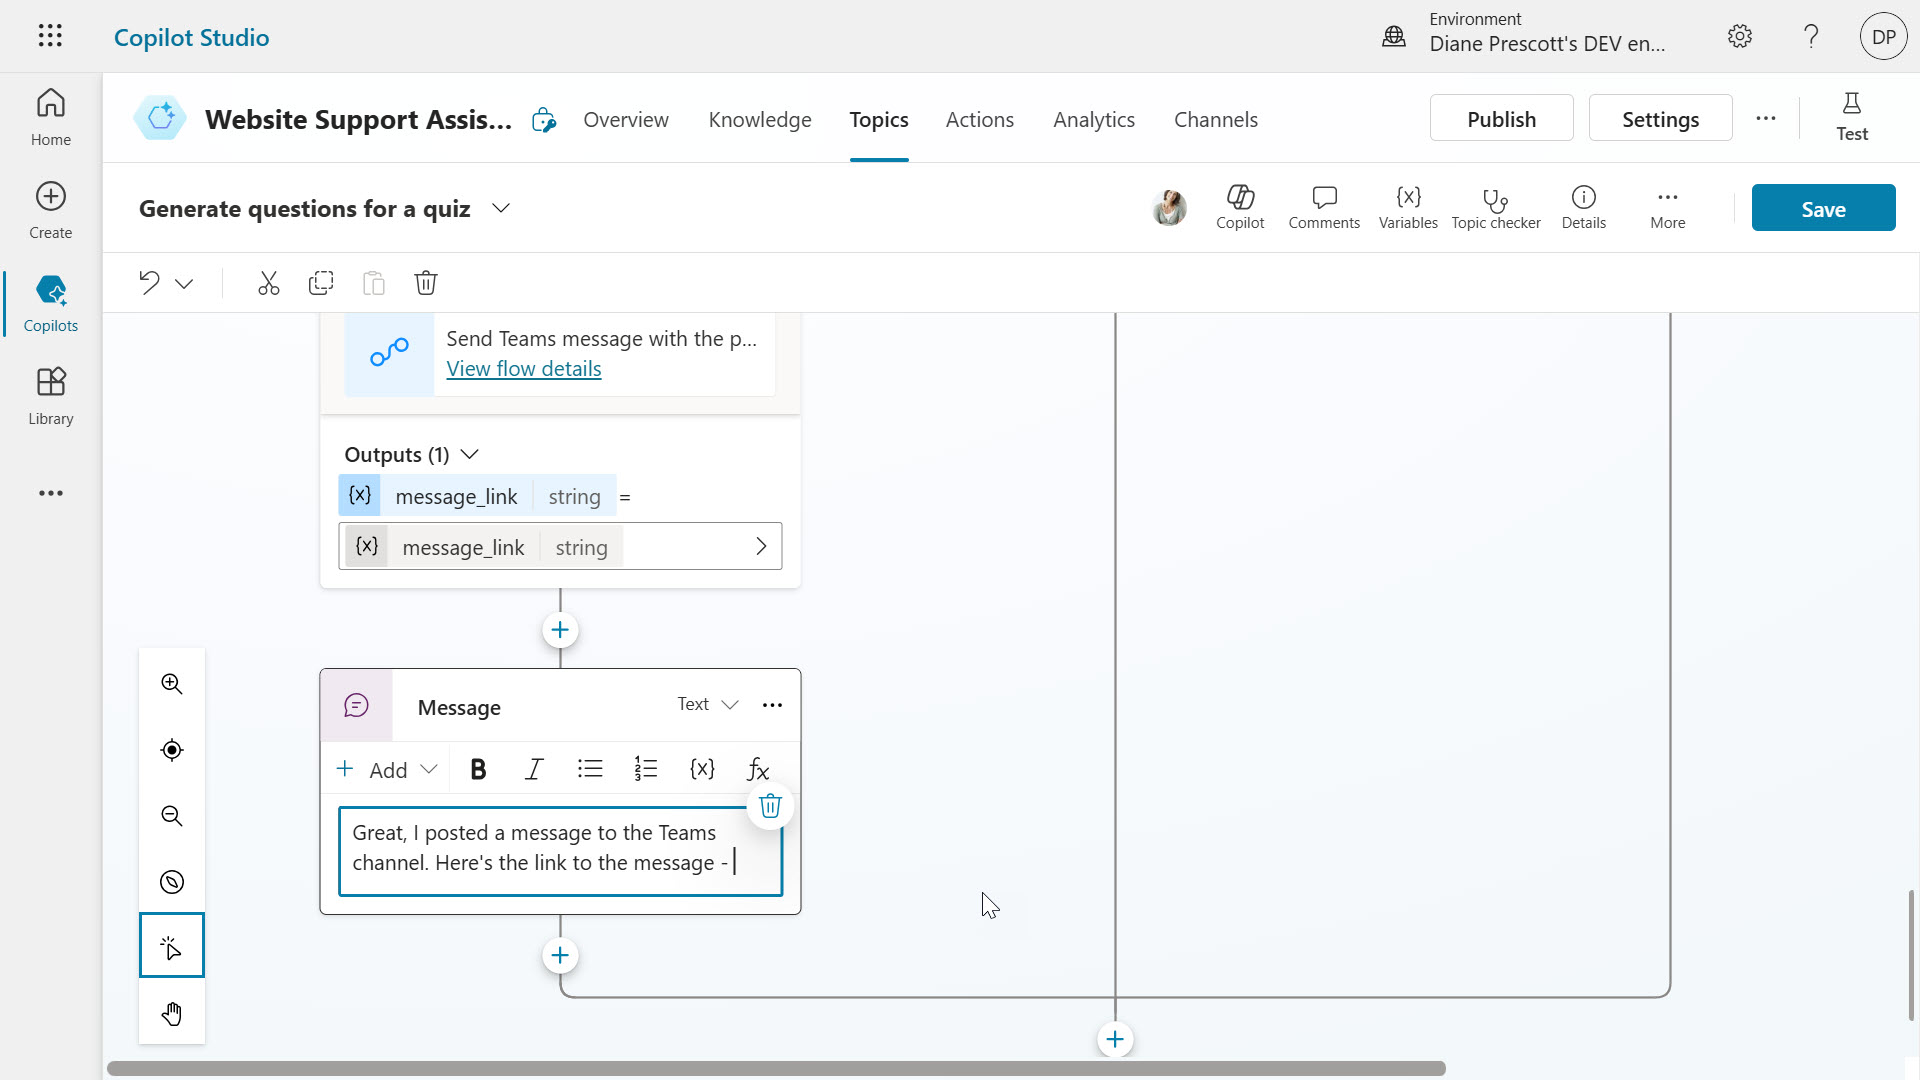 Copilot Studio
Environment
Diane Prescott's DEV en...
DP
Home
Create
Copilots
Library
Website Support Assis...
Overview
Knowledge
Topics
Actions
Analytics
Channels
Publish
Settings
Test
Generate questions for a quiz
Copilot
Comments
{x}
Variables
Topic checker
Details
More
Save
Send Teams message with the p...
View flow details
Outputs (1)
{x} message_link string =
{x} message_link string
Message
Text
Add
B
I
1
2
3
{x}
fx
Great, I posted a message to the Teams
channel. Here's the link to the message -